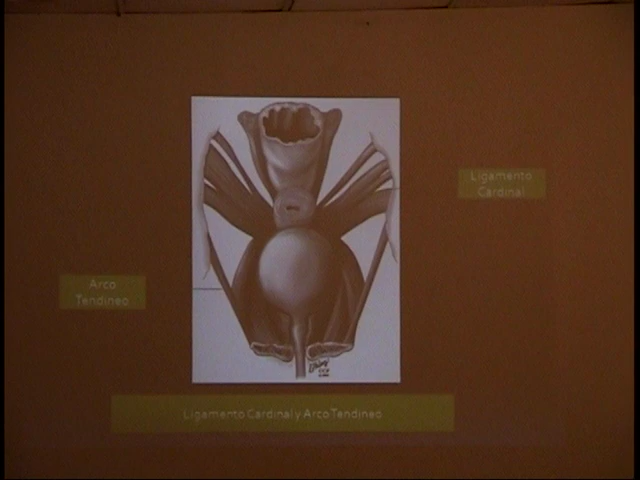 Ligamento
Cardinal
Arco
Tendineo
Ligamento Cardinal y Arco Tendineo